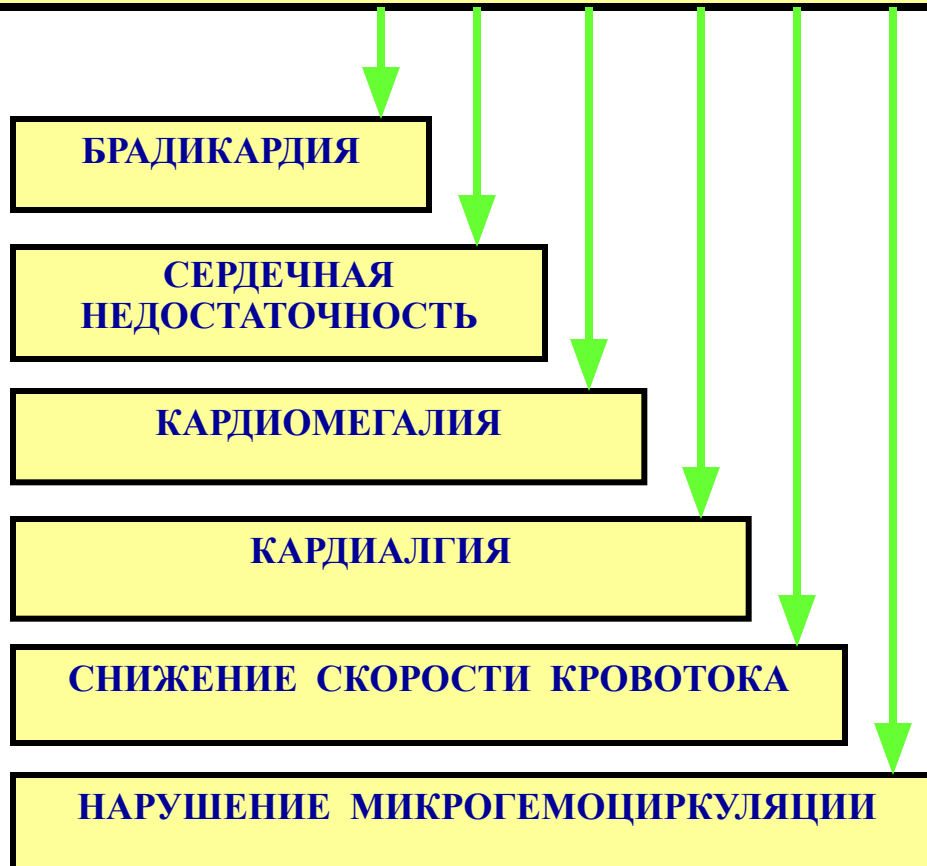 БРАДИКАРДИЯ
СЕРДЕЧНАЯ
НЕДОСТАТОЧНОСТЬ
КАРДИОМЕГАЛИЯ
КАРДИАЛГИЯ
СНИЖЕНИЕ СКОРОСТИ КРОВОТОКА
НАРУШЕНИЕ МИКРОГЕМОЦИРКУЛЯЦИИ